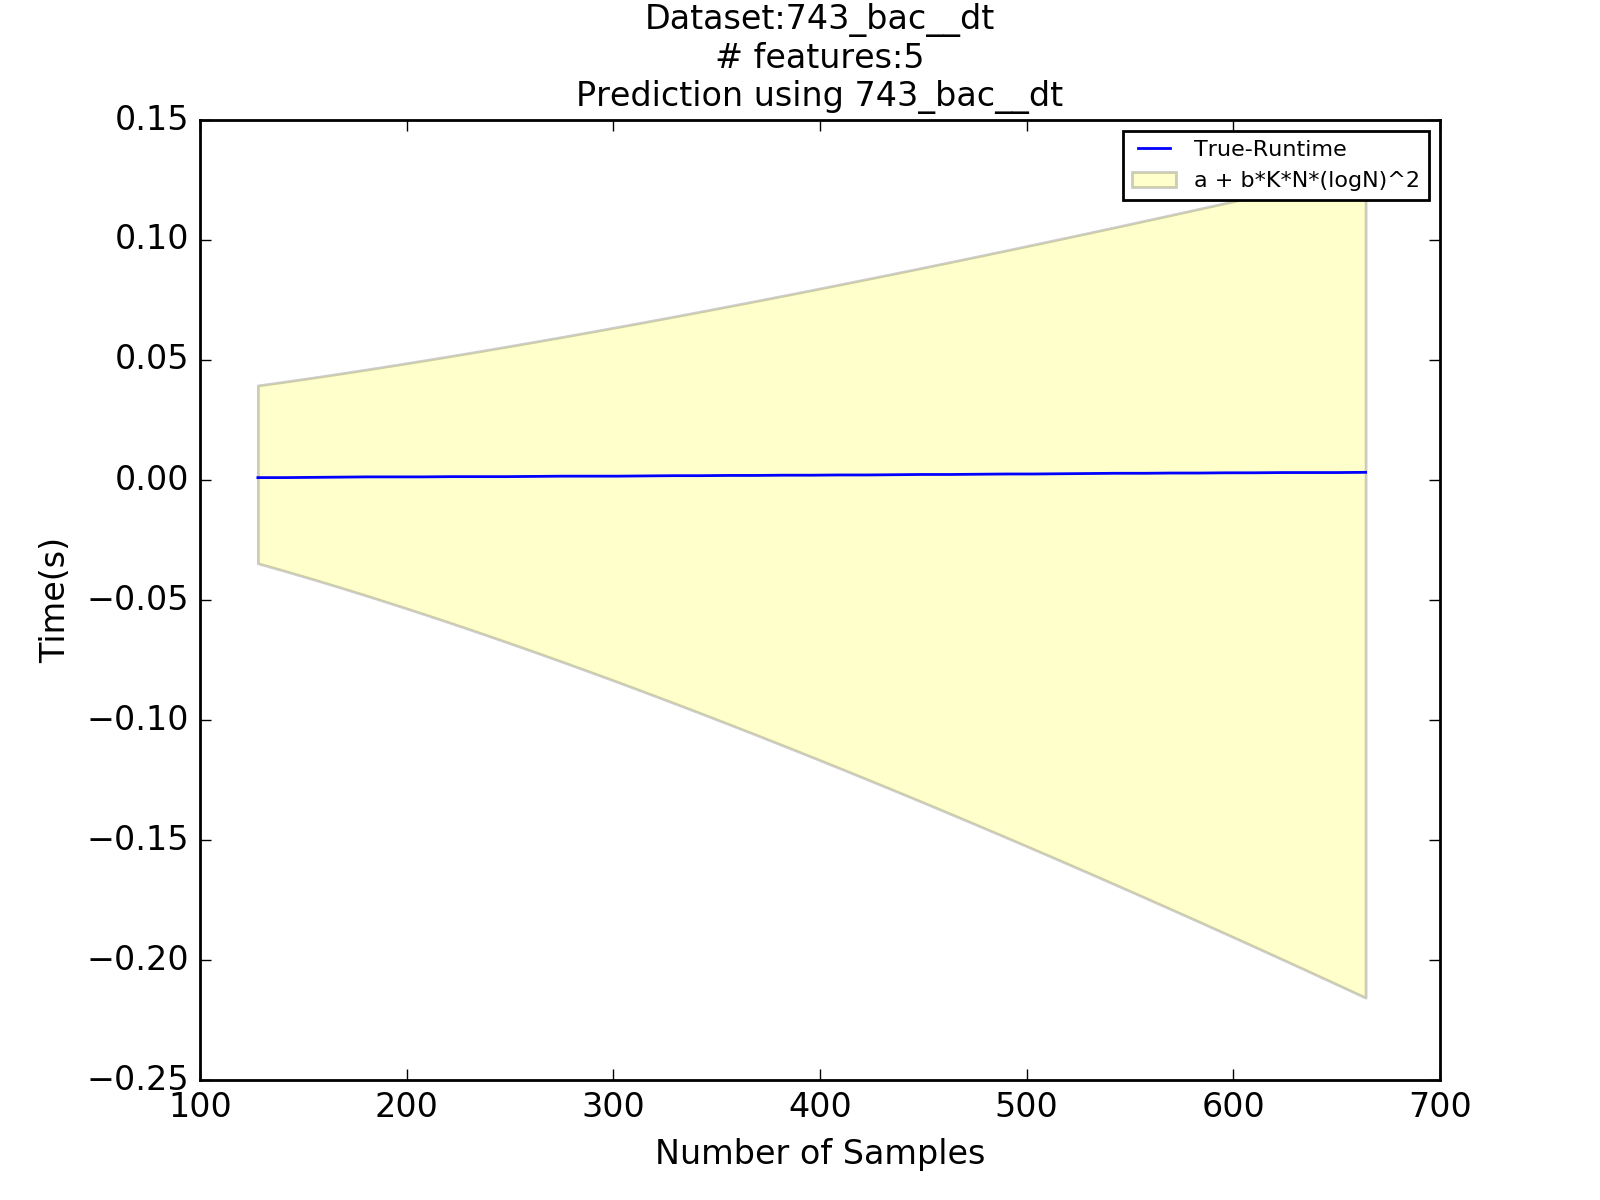 Dataset:743_bac__dt
# features:5
Prediction using 743_bac__dt
True-Runtime
a + b*K*N*(logN)^2
0.15
0.10
0.05
0.00
−0.05
−0.10
−0.15
−0.20
−0.25
Time(s)
100 200 300 400 500 600 700
Number of Samples